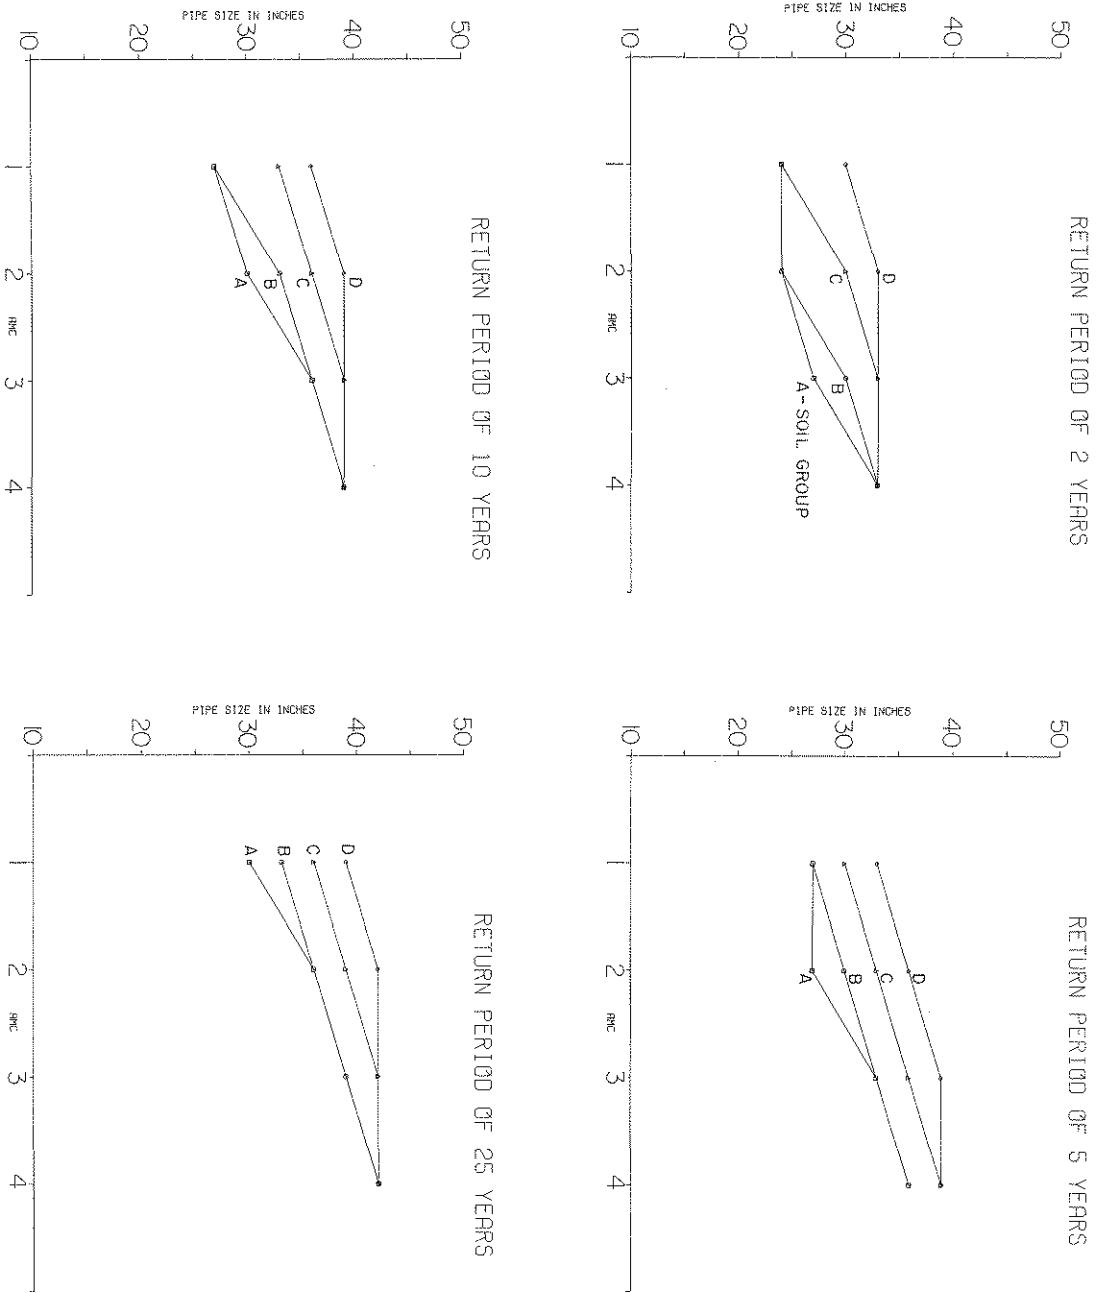 RETURN PERIOD OF 2 YEARS
PIPE SIZE IN INCHES
50
40
30
20
10
D
C
B
A-SOIL GROUP
1
2
3
4
AMC
RETURN PERIOD OF 5 YEARS
PIPE SIZE IN INCHES
50
40
30
20
10
D
C
B
A
1
2
3
4
AMC
RETURN PERIOD OF 10 YEARS
PIPE SIZE IN INCHES
50
40
30
20
10
D
C
B
A
1
2
3
4
AMC
RETURN PERIOD OF 25 YEARS
PIPE SIZE IN INCHES
50
40
30
20
10
D
C
B
A
1
2
3
4
AMC